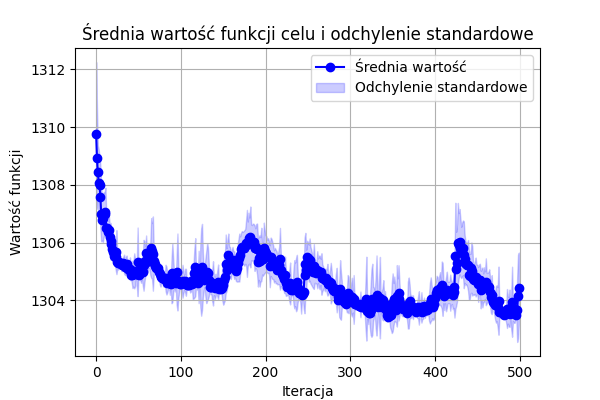 Średnia wartość funkcji celu i odchylenie standardowe
Średnia wartość
Odchylenie standardowe
Wartość funkcji
1312
1310
1308
1306
1304
0 100 200 300 400 500
Iteracja